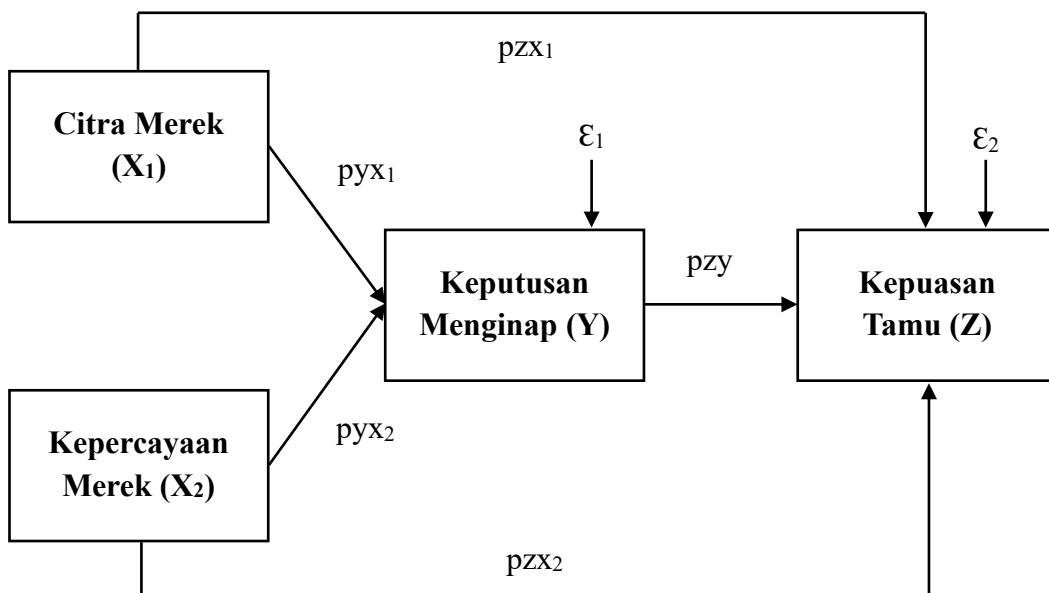 pzx₁
Citra Merek
(X₁)
pyx₁
ε₁
ε₂
Keputusan
Menginap (Y)
pzy
Kepuasan
Tamu (Z)
Kepercayaan
Merek (X₂)
pyx₂
pzx₂